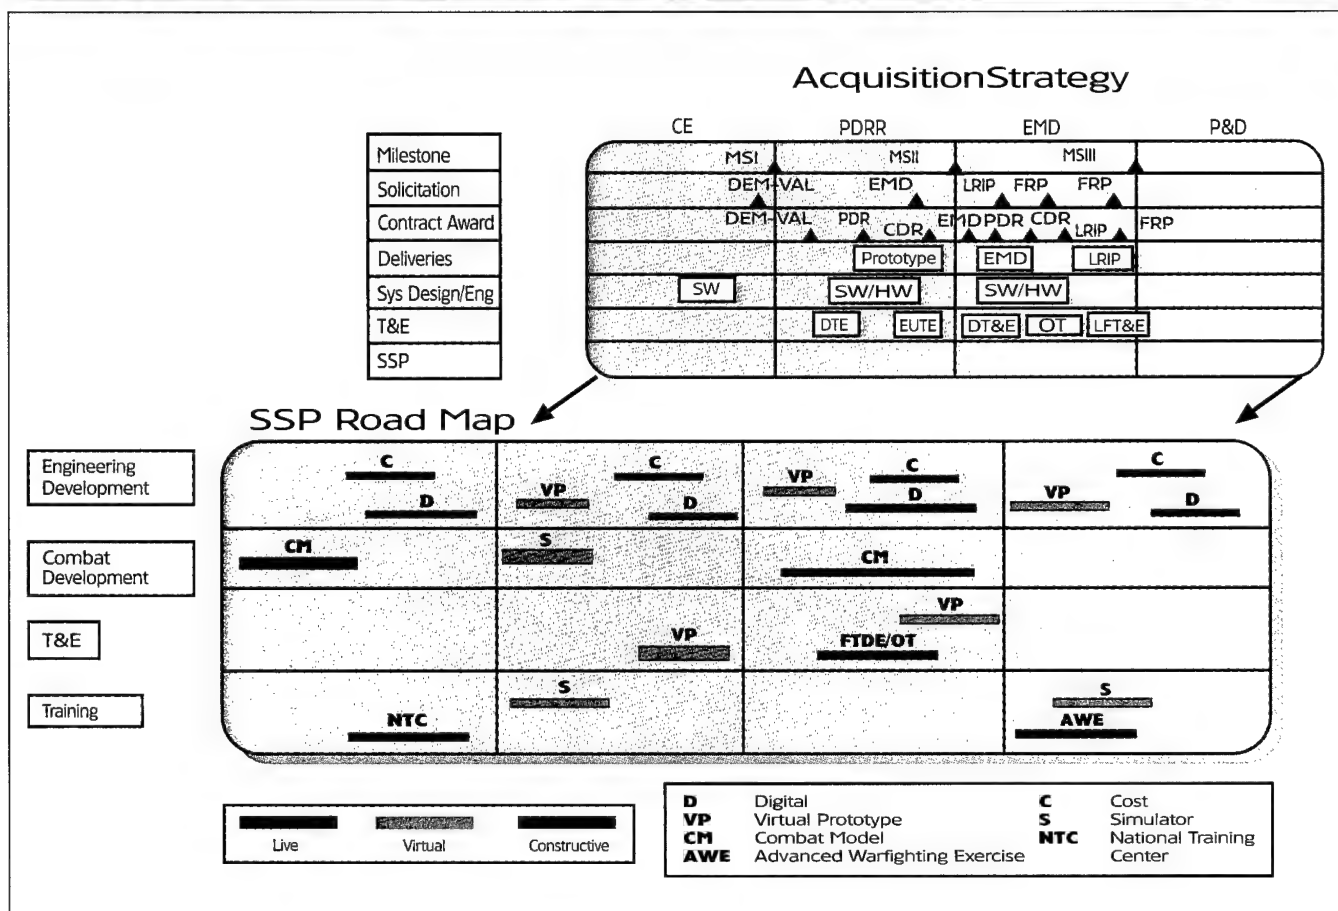 AcquisitionStrategy
CE PDRR EMD P&D
Milestone
MSI MSII MSIII
Solicitation
DEM-VAL EMD LRIP FRP FRP
Contract Award
DEM-VAL PDR CDR EMD PDR CDR LRIP FRP
Deliveries
Prototype EMD LRIP
Sys Design/Eng
SW SW/HW SW/HW
T&E
DTE EUTE DT&E OT LFT&E
SSP
SSP Road Map
Engineering
Development
C C VP C C
D VP D D VP D
Combat
Development
CM S CM
T&E
VP
VP FTDE/OT
Training
S S
NTC AWE
Live Virtual Constructive
D Digital C Cost
VP Virtual Prototype S Simulator
CM Combat Model NTC National Training
AWE Advanced Warfighting Exercise Center